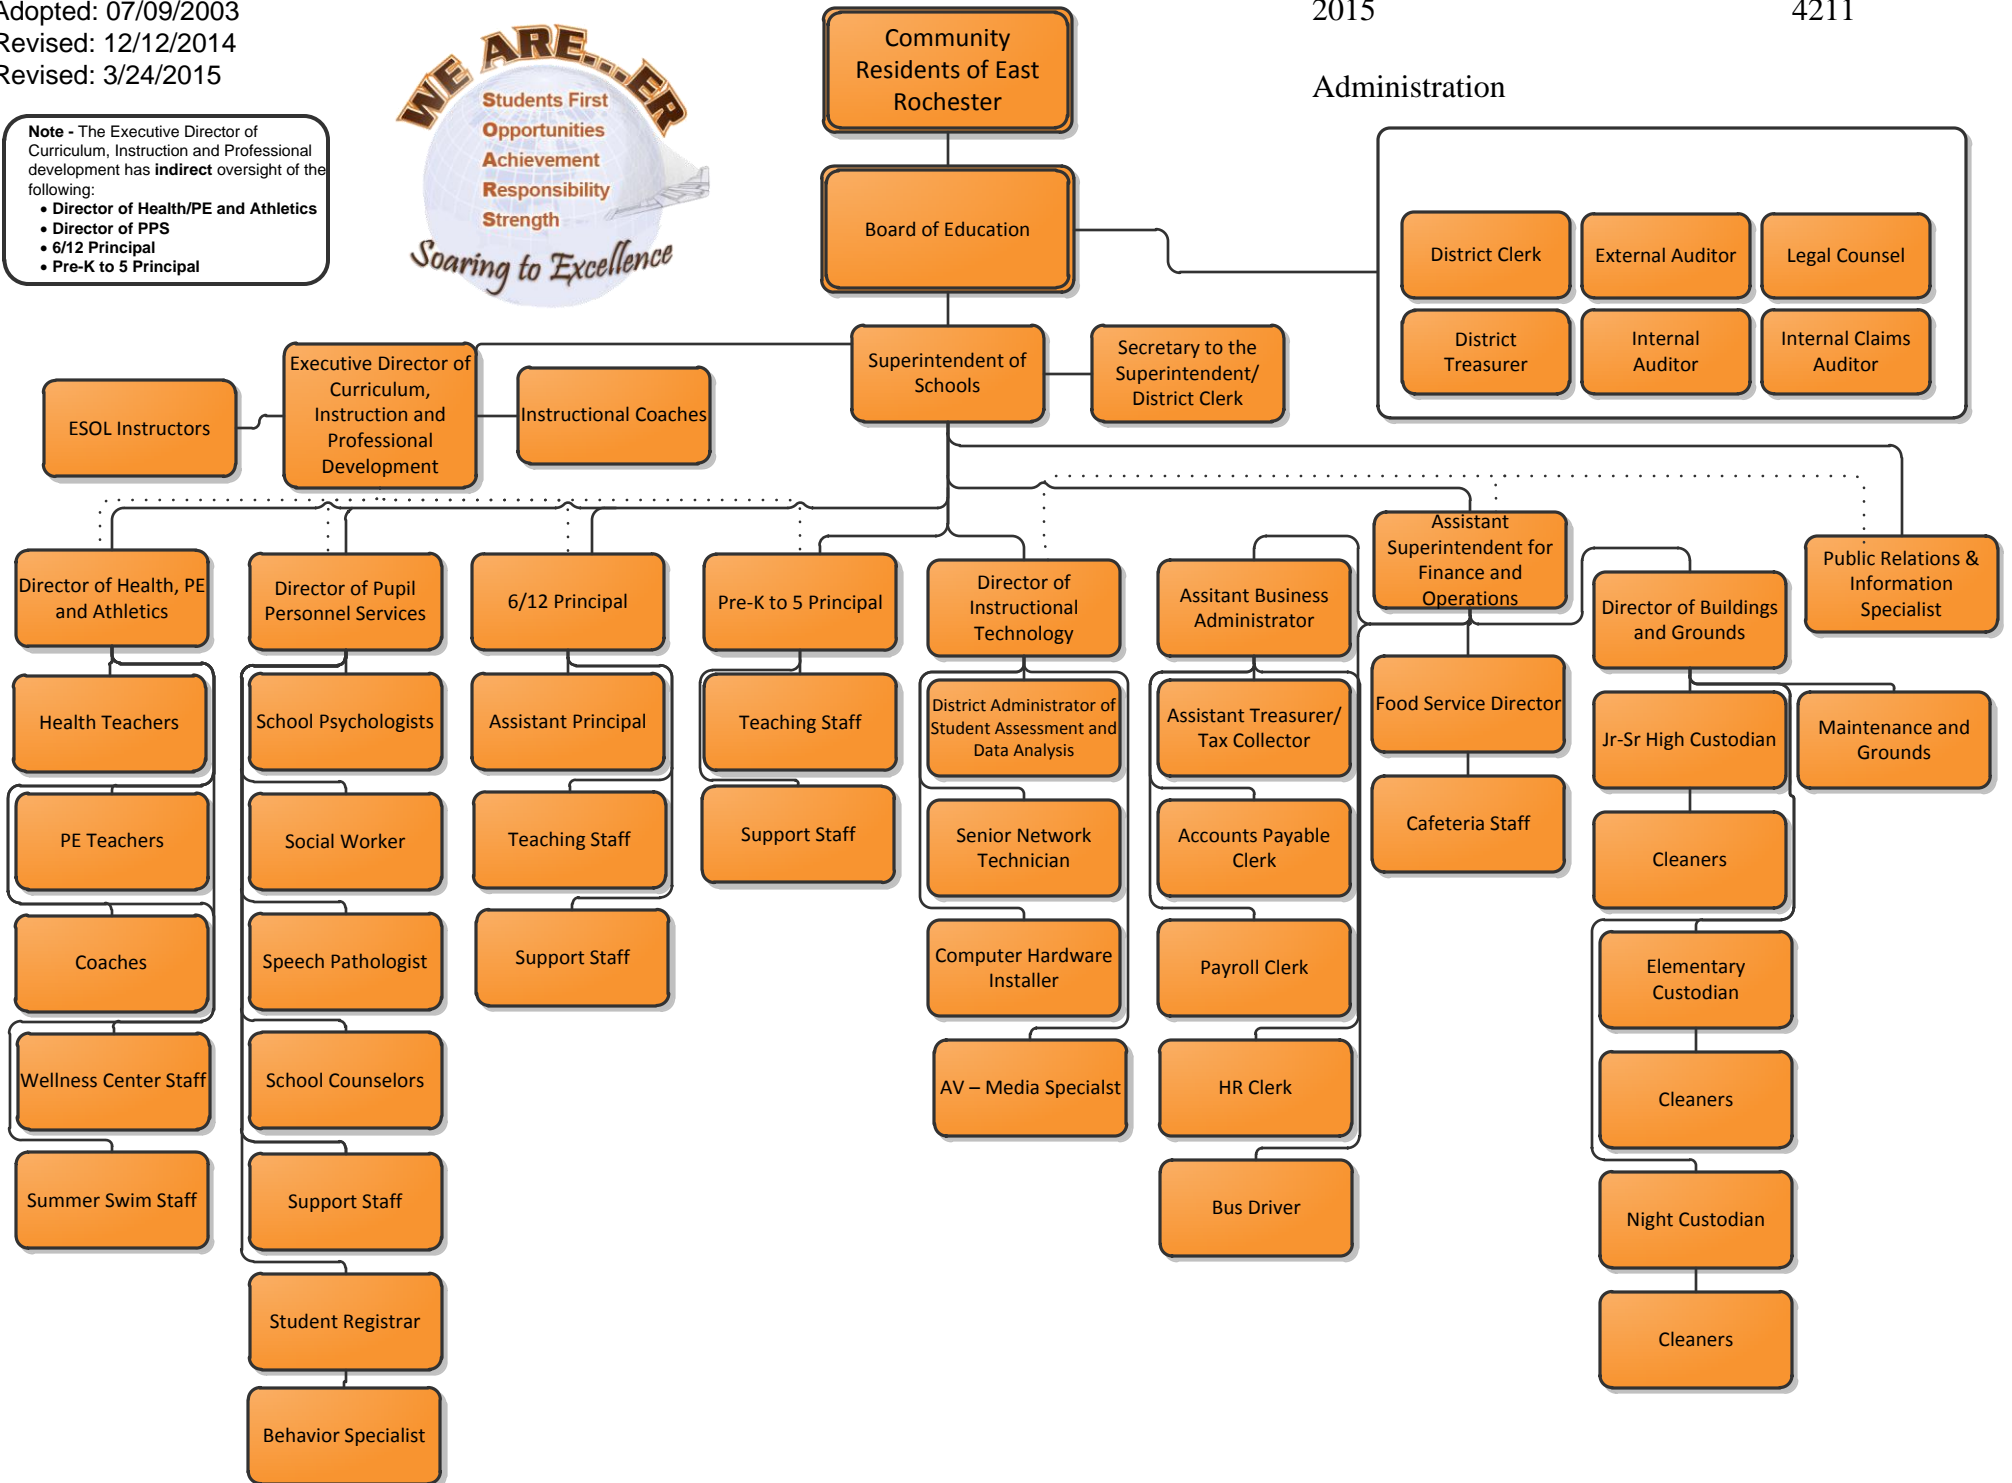 Adopted: 07/09/2003
Revised: 12/12/2014
Revised: 3/24/2015
2015
4211
Administration
Note - The Executive Director of
Curriculum, Instruction and Professional
development has indirect oversight of the
following:
• Director of Health/PE and Athletics
• Director of PPS
• 6/12 Principal
• Pre-K to 5 Principal
WE ARE...ER
Students First
Opportunities
Achievement
Responsibility
Strength
Soaring to Excellence
Community
Residents of East
Rochester
Board of Education
District Clerk
External Auditor
Legal Counsel
District
Treasurer
Internal
Auditor
Internal Claims
Auditor
Superintendent of
Schools
Secretary to the
Superintendent/
District Clerk
Executive Director of
Curriculum,
Instruction and
Professional
Development
ESOL Instructors
Instructional Coaches
Director of Health, PE
and Athletics
Health Teachers
PE Teachers
Coaches
Wellness Center Staff
Summer Swim Staff
Director of Pupil
Personnel Services
School Psychologists
Social Worker
Speech Pathologist
School Counselors
Support Staff
Student Registrar
Behavior Specialist
6/12 Principal
Assistant Principal
Teaching Staff
Support Staff
Pre-K to 5 Principal
Teaching Staff
Support Staff
Director of
Instructional
Technology
District Administrator of
Student Assessment and
Data Analysis
Senior Network
Technician
Computer Hardware
Installer
AV – Media Specialst
Assitant Business
Administrator
Assistant Treasurer/
Tax Collector
Accounts Payable
Clerk
Payroll Clerk
HR Clerk
Bus Driver
Assistant
Superintendent for
Finance and
Operations
Food Service Director
Cafeteria Staff
Director of Buildings
and Grounds
Jr-Sr High Custodian
Cleaners
Elementary
Custodian
Cleaners
Night Custodian
Cleaners
Maintenance and
Grounds
Public Relations &
Information
Specialist